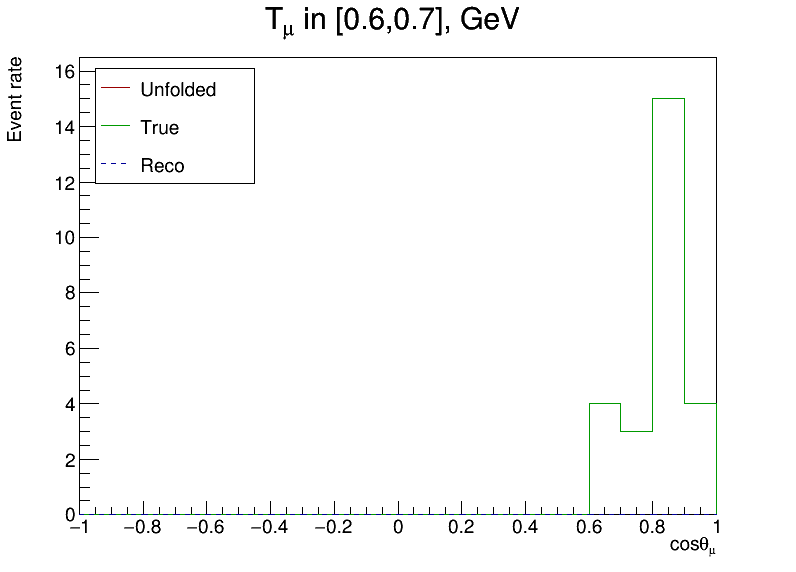 Tμ in [0.6,0.7], GeV
Event rate
Unfolded
True
Reco
16
14
12
10
8
6
4
2
0
−1 −0.8 −0.6 −0.4 −0.2 0 0.2 0.4 0.6 0.8 1
cosθμ